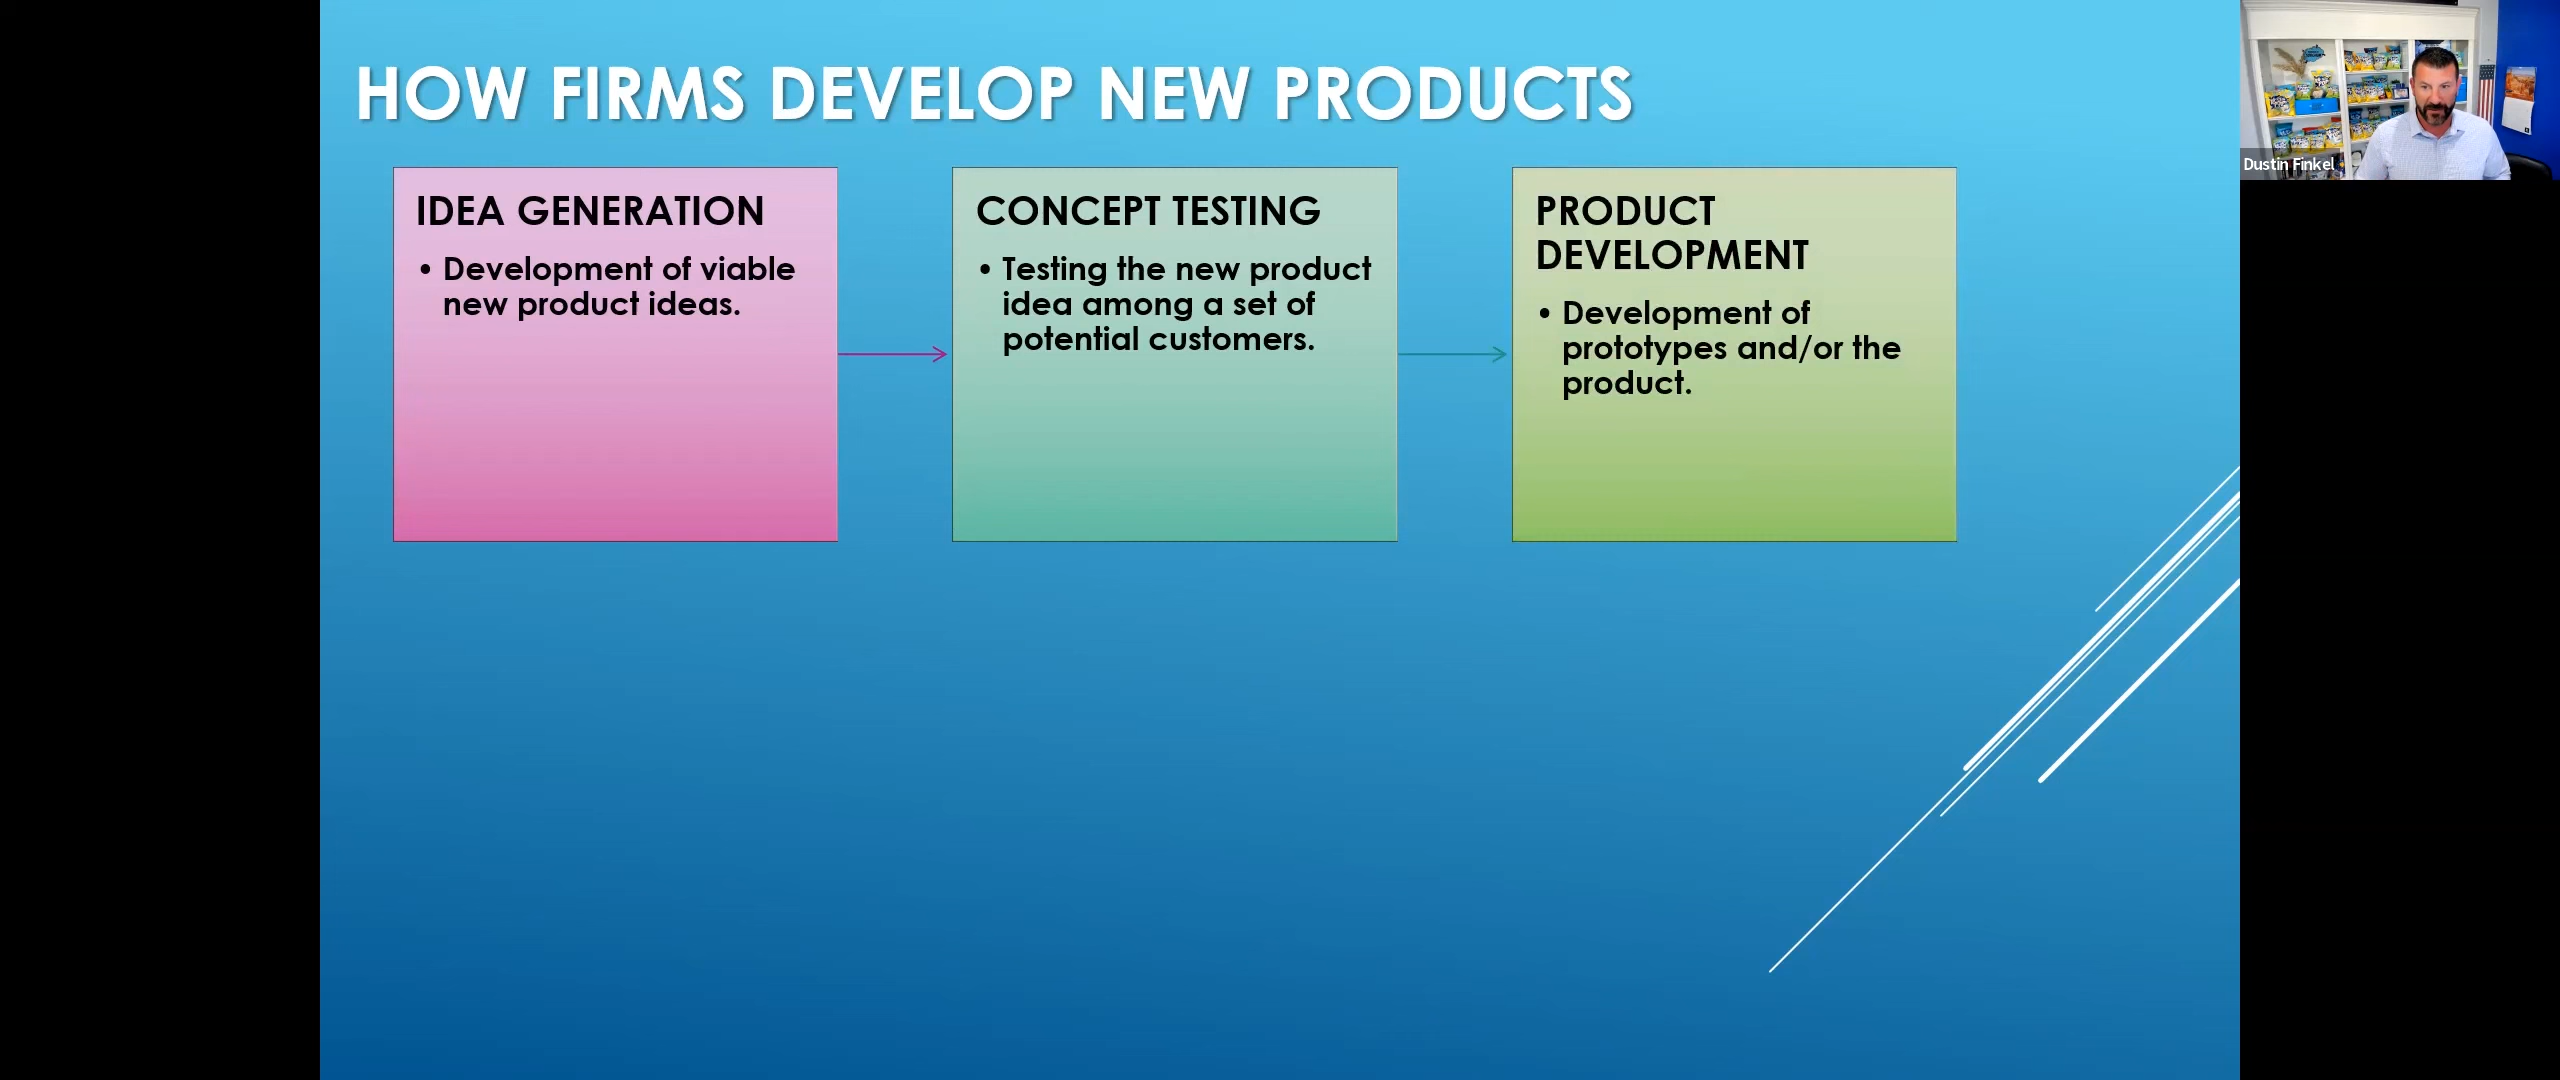 HOW FIRMS DEVELOP NEW PRODUCTS
IDEA GENERATION
• Development of viable
new product ideas.
CONCEPT TESTING
• Testing the new product
idea among a set of
potential customers.
PRODUCT
DEVELOPMENT
• Development of
prototypes and/or the
product.
Dustin Finkel